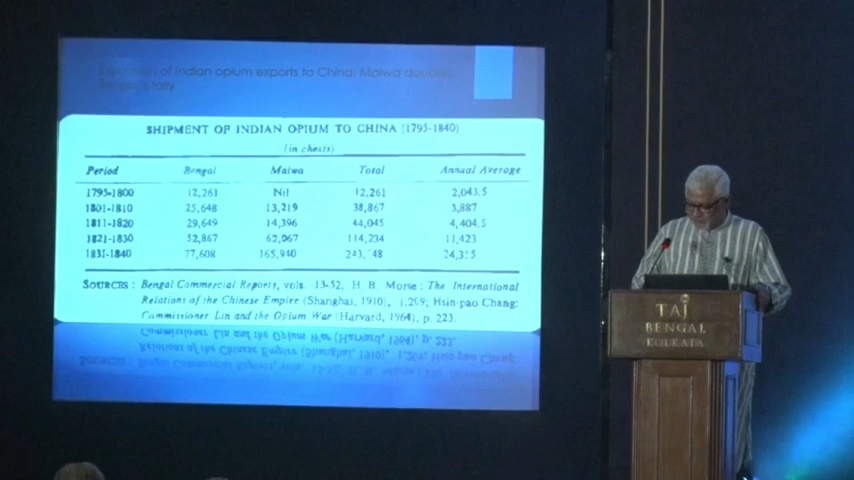 Expansion of Indian opium exports to China: Malwa doubles
Bengal's tally
SHIPMENT OF INDIAN OPIUM TO CHINA (1795-1840)
(in chests)
Period Bengal Malwa Total Annual Average
1795-1800 12,261 Nil 12,261 2,043.5
1801-1810 25,648 13,219 38,867 3,887
1811-1820 29,649 14,396 44,045 4,404.5
1821-1830 52,867 62,067 114,234 11,423
1831-1840 77,608 165,940
SOURCES : Bengal Commercial Reports, vols. 13-52, H. B. Morse : The International
Relations of the Chinese Empire (Shanghai, 1910), 1.209; Hsin-pao Chang:
Commissioner Lin and the Opium War (Harvard, 1964), p. 223.
TAJ
BENGAL
KOLKATA